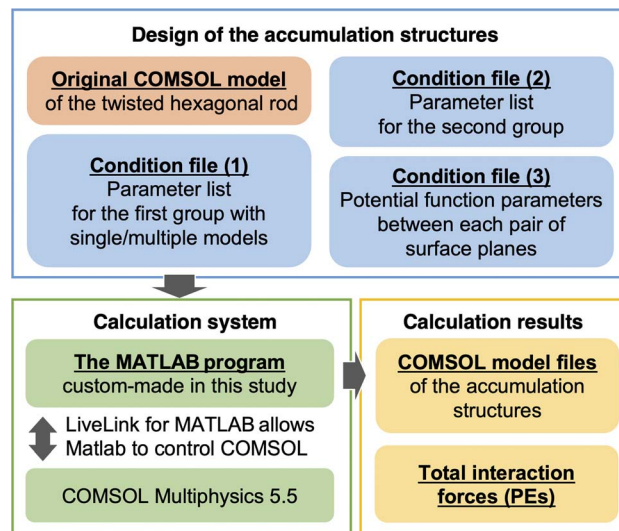 Design of the accumulation structures
Original COMSOL model
of the twisted hexagonal rod
Condition file (1)
Parameter list
for the first group with
single/multiple models
Condition file (2)
Parameter list
for the second group
Condition file (3)
Potential function parameters
between each pair of
surface planes
Calculation system
The MATLAB program
custom-made in this study
LiveLink for MATLAB allows
Matlab to control COMSOL
COMSOL Multiphysics 5.5
Calculation results
COMSOL model files
of the accumulation
structures
Total interaction
forces (PEs)